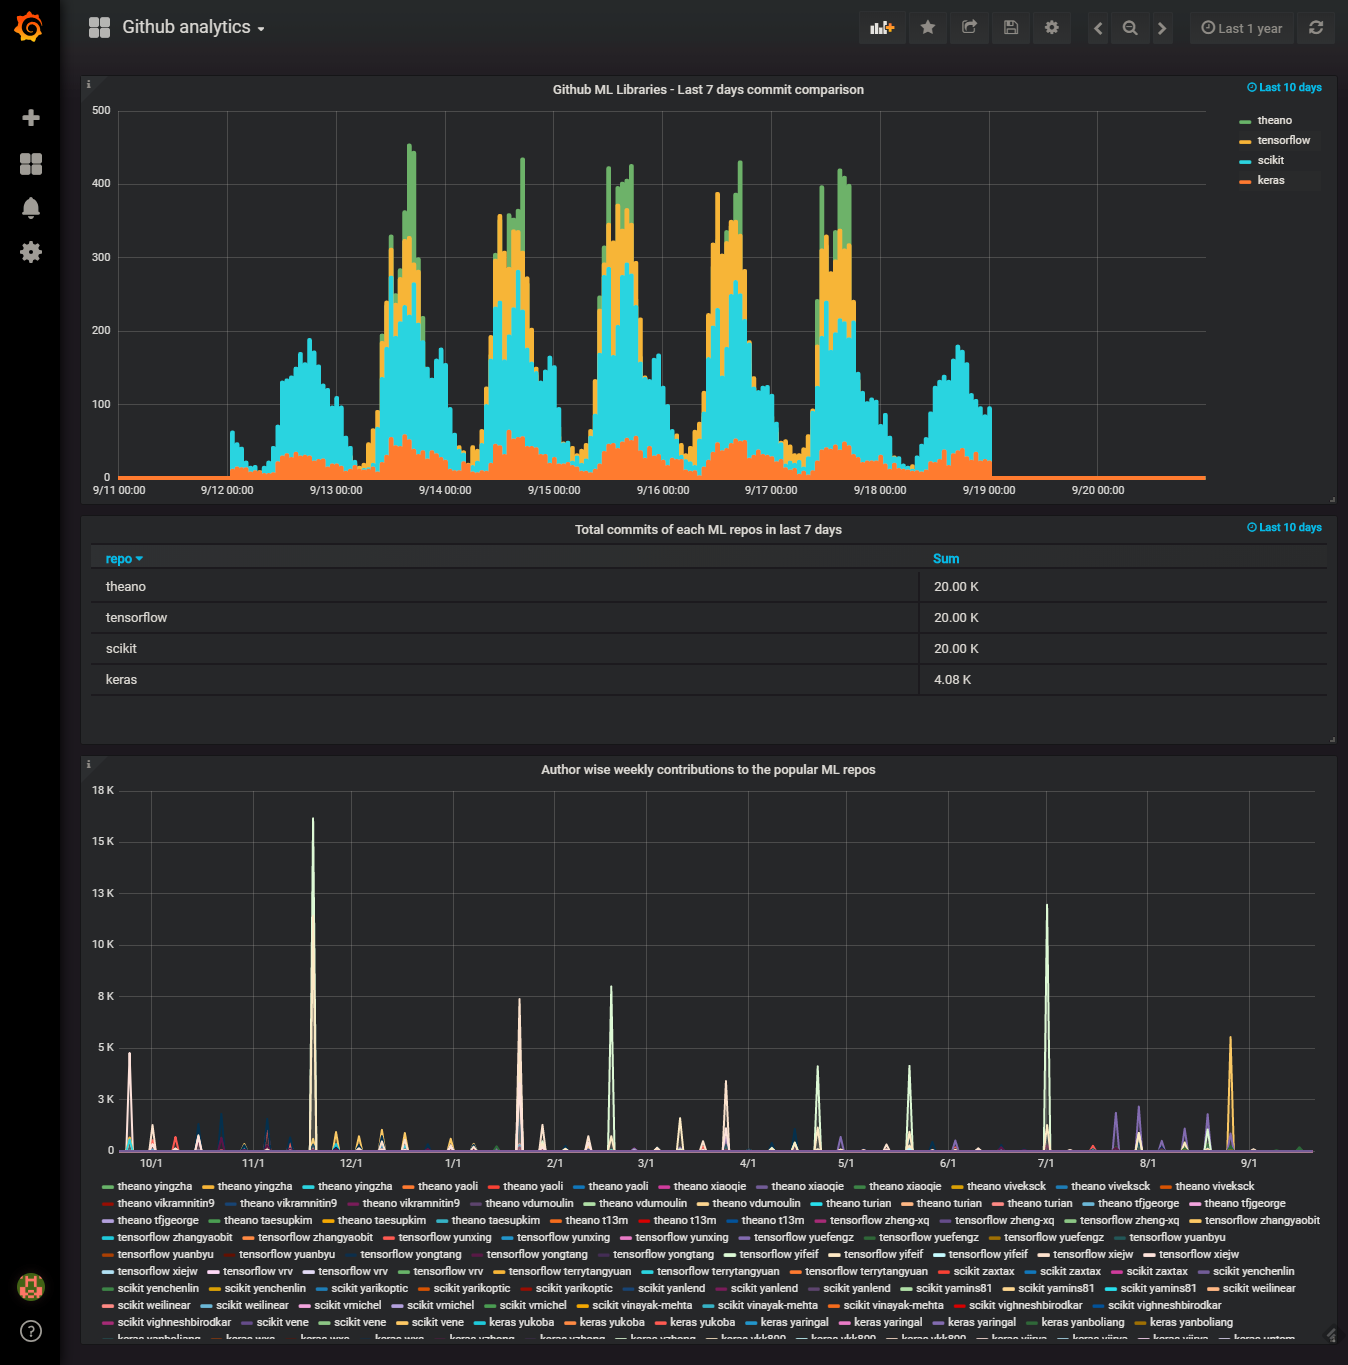 Github analytics
Last 1 year
Github ML Libraries - Last 7 days commit comparison
Last 10 days
500
400
300
200
100
0
9/11 00:00 9/12 00:00 9/13 00:00 9/14 00:00 9/15 00:00 9/16 00:00 9/17 00:00 9/18 00:00 9/19 00:00 9/20 00:00
theano
tensorflow
scikit
keras
Total commits of each ML repos in last 7 days
Last 10 days
repo Sum
theano 20.00 K
tensorflow 20.00 K
scikit 20.00 K
keras 4.08 K
Author wise weekly contributions to the popular ML repos
18 K
15 K
13 K
10 K
8 K
5 K
3 K
0
10/1 11/1 12/1 1/1 2/1 3/1 4/1 5/1 6/1 7/1 8/1 9/1
theano yingzha theano yingzha theano yingzha theano yaoli theano yaoli theano yaoli theano xiaoqie theano xiaoqie theano xiaoqie theano viveksck theano viveksck theano viveksck
theano vikramnitin9 theano vikramnitin9 theano vikramnitin9 theano vdumoulin theano vdumoulin theano vdumoulin theano turian theano turian theano turian theano tfjgeorge theano tfjgeorge
theano tfjgeorge theano taesupkim theano taesupkim theano taesupkim theano t13m theano t13m theano t13m tensorflow zheng-xq tensorflow zheng-xq tensorflow zheng-xq tensorflow zhangyaobit
tensorflow zhangyaobit tensorflow zhangyaobit tensorflow yunxing tensorflow yunxing tensorflow yunxing tensorflow yuefengz tensorflow yuefengz tensorflow yuefengz tensorflow yuanbyu
tensorflow yuanbyu tensorflow yuanbyu tensorflow yongtang tensorflow yongtang tensorflow yongtang tensorflow yifeif tensorflow yifeif tensorflow yifeif tensorflow xiejw tensorflow xiejw
tensorflow xiejw tensorflow vrv tensorflow vrv tensorflow vrv tensorflow terrytangyuan tensorflow terrytangyuan tensorflow terrytangyuan scikit zaxtax scikit zaxtax scikit zaxtax scikit yenchenlin
scikit yenchenlin scikit yenchenlin scikit yarikoptic scikit yarikoptic scikit yarikoptic scikit yanlend scikit yanlend scikit yanlend scikit yamins81 scikit yamins81 scikit yamins81 scikit weilinear
scikit weilinear scikit weilinear scikit vmichel scikit vmichel scikit vmichel scikit vinayak-mehta scikit vinayak-mehta scikit vinayak-mehta scikit vighneshbirodkar scikit vighneshbirodkar
scikit vighneshbirodkar scikit vene scikit vene scikit vene keras yukoba keras yukoba keras yukoba keras yaringal keras yaringal keras yaringal keras yanboliang keras yanboliang